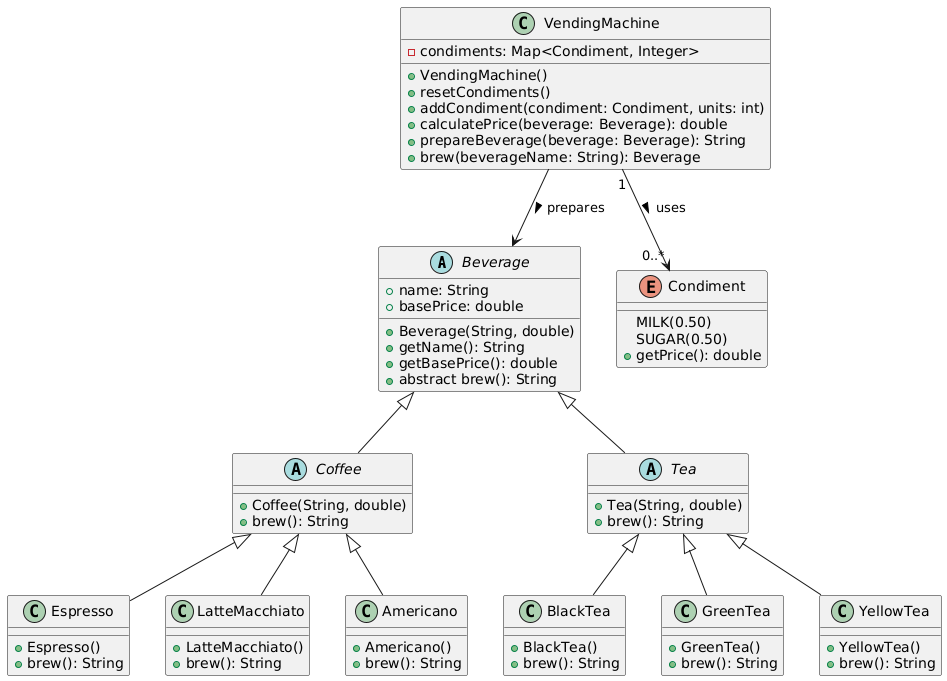 C VendingMachine
condiments: Map<Condiment, Integer>
VendingMachine()
resetCondiments()
addCondiment(condiment: Condiment, units: int)
calculatePrice(beverage: Beverage): double
prepareBeverage(beverage: Beverage): String
brew(beverageName: String): Beverage
1
prepares
uses
0..*
A Beverage
name: String
basePrice: double
Beverage(String, double)
getName(): String
getBasePrice(): double
abstract brew(): String
E Condiment
MILK(0.50)
SUGAR(0.50)
getPrice(): double
A Coffee
Coffee(String, double)
brew(): String
A Tea
Tea(String, double)
brew(): String
C Espresso
Espresso()
brew(): String
C LatteMacchiato
LatteMacchiato()
brew(): String
C Americano
Americano()
brew(): String
C BlackTea
BlackTea()
brew(): String
C GreenTea
GreenTea()
brew(): String
C YellowTea
YellowTea()
brew(): String